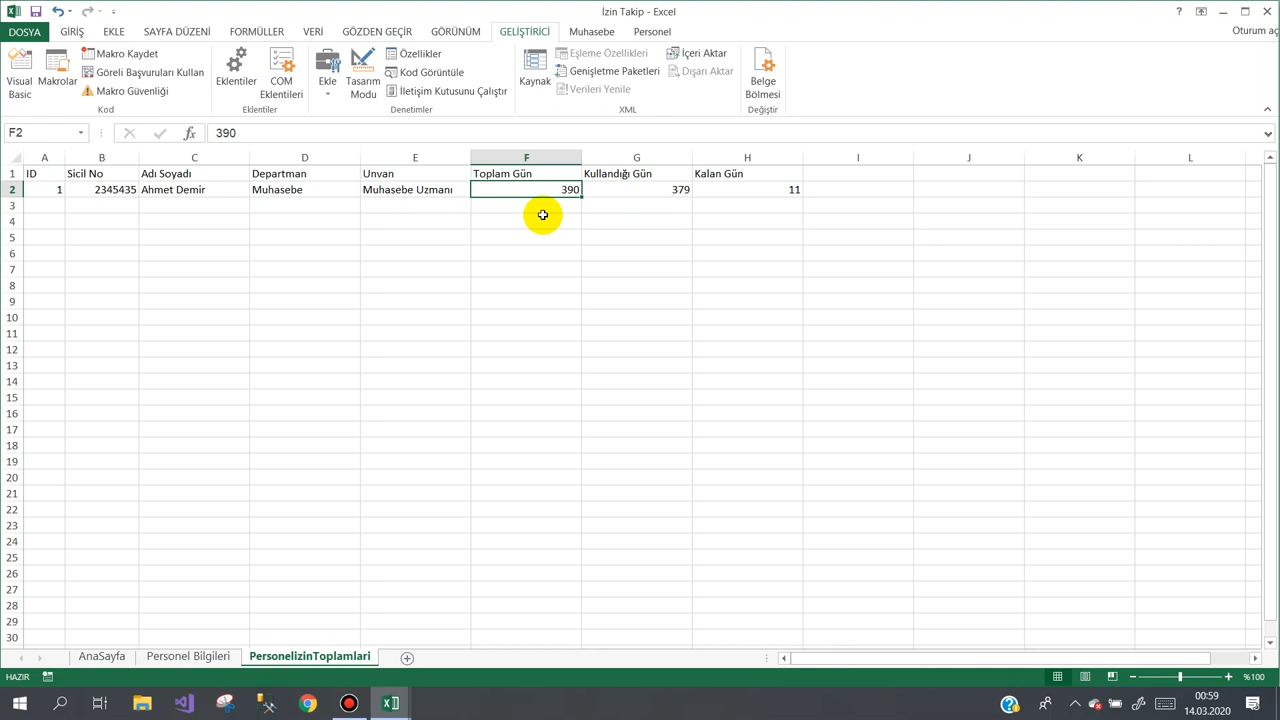 İzin Takip - Excel
DOSYA GİRİŞ EKLE SAYFA DÜZENİ FORMÜLLER VERİ GÖZDEN GEÇİR GÖRÜNÜM GELİŞTİRİCİ Muhasebe Personel Oturum aç
Visual Basic
Makrolar
Makro Kaydet
Göreli Başvuruları Kullan
Makro Güvenliği
Kod
Eklentiler
COM Eklentileri
Eklentiler
Ekle
Tasarım Modu
Özellikler
Kod Görüntüle
İletişim Kutusunu Çalıştır
Denetimler
Kaynak
Eşleme Özellikleri
Genişletme Paketleri
Verileri Yenile
İçeri Aktar
Dışarı Aktar
XML
Belge Bölmesi
Değiştir
F2 fx 390
A B C D E F G H I J K L
1 ID Sicil No Adı Soyadı Departman Unvan Toplam Gün Kullandığı Gün Kalan Gün
2 1 2345435 Ahmet Demir Muhasebe Muhasebe Uzmanı 390 379 11
3
4
5
6
7
8
9
10
11
12
13
14
15
16
17
18
19
20
21
22
23
24
25
26
27
28
29
30
AnaSayfa Personel Bilgileri PersonelizinToplamlari
HAZIR %100
00:59
14.03.2020